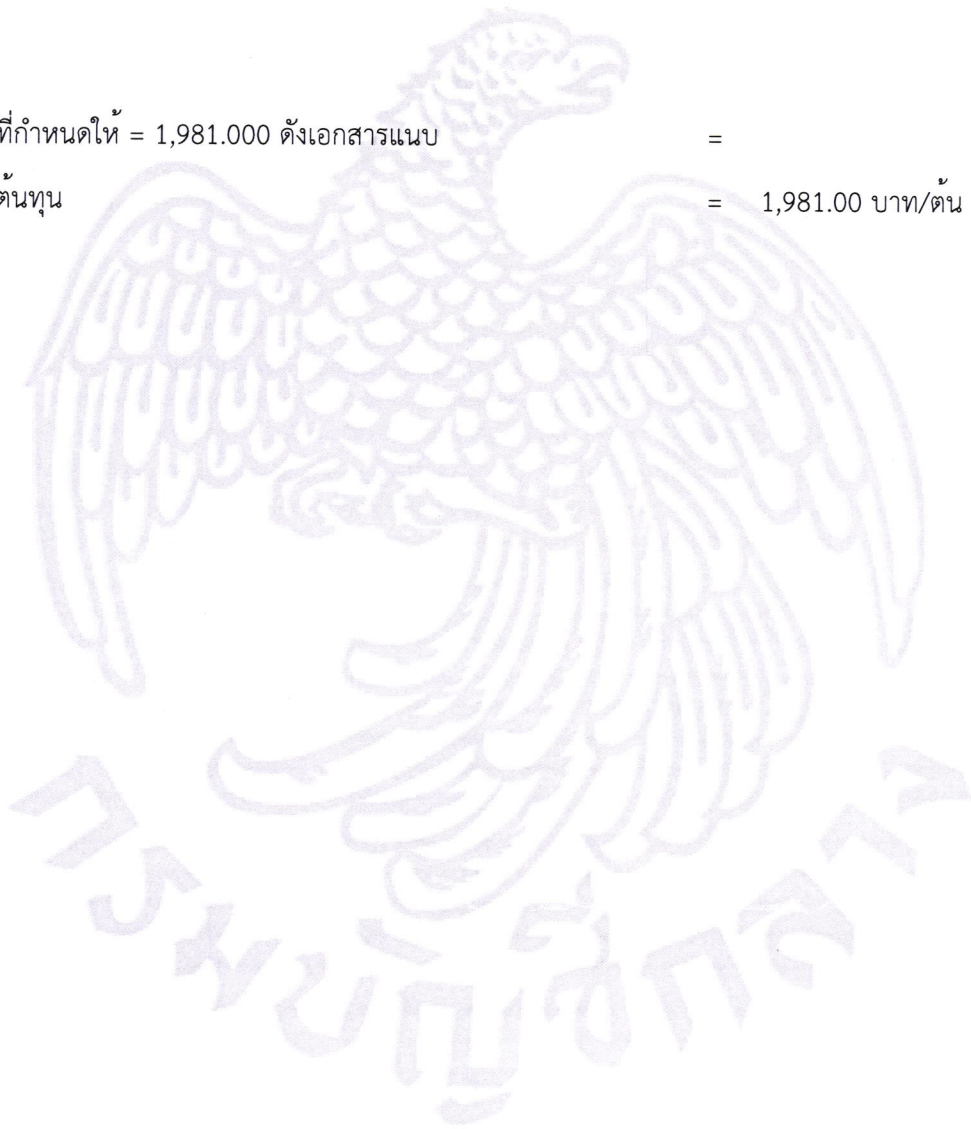 ที่กำหนดให้ = 1,981.000 ดังเอกสารแนบ =
ต้นทุน = 1,981.00 บาท/ต้น
กรมบัญชีกลาง